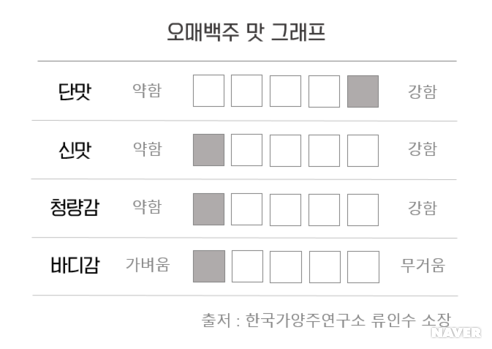 오매백주 맛 그래프
단맛 약함 강함
신맛 약함 강함
청량감 약함 강함
바디감 가벼움 무거움
출저 : 한국가양주연구소 류인수 소장
NAVER